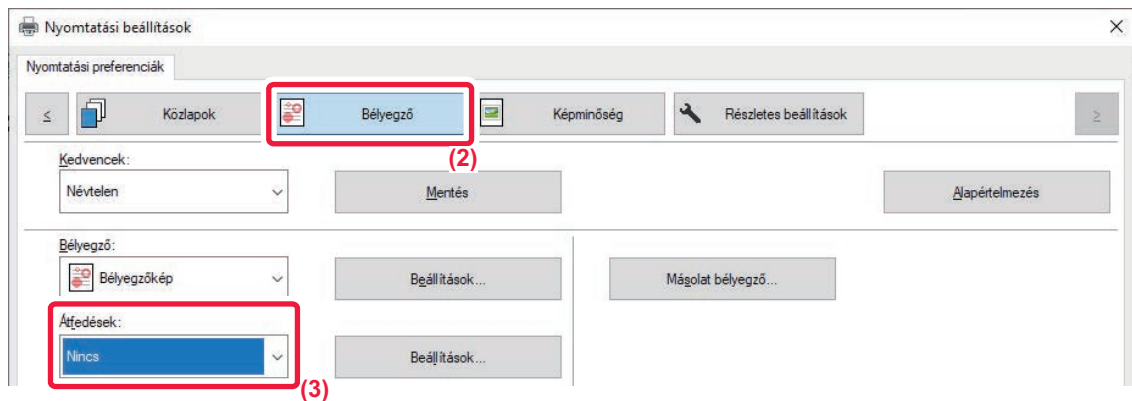 Nyomtatási beállítások
Nyomtatási preferenciák
< Közlapok Bélyegző Képminőség Részletes beállítások >
(2)
Kedvencek:
Névtelen Mentés Alapértelmezés
Bélyegző:
Bélyegzőkép Beállítások... Másolat bélyegző...
Átfedések:
Nincs Beállítások...
(3)